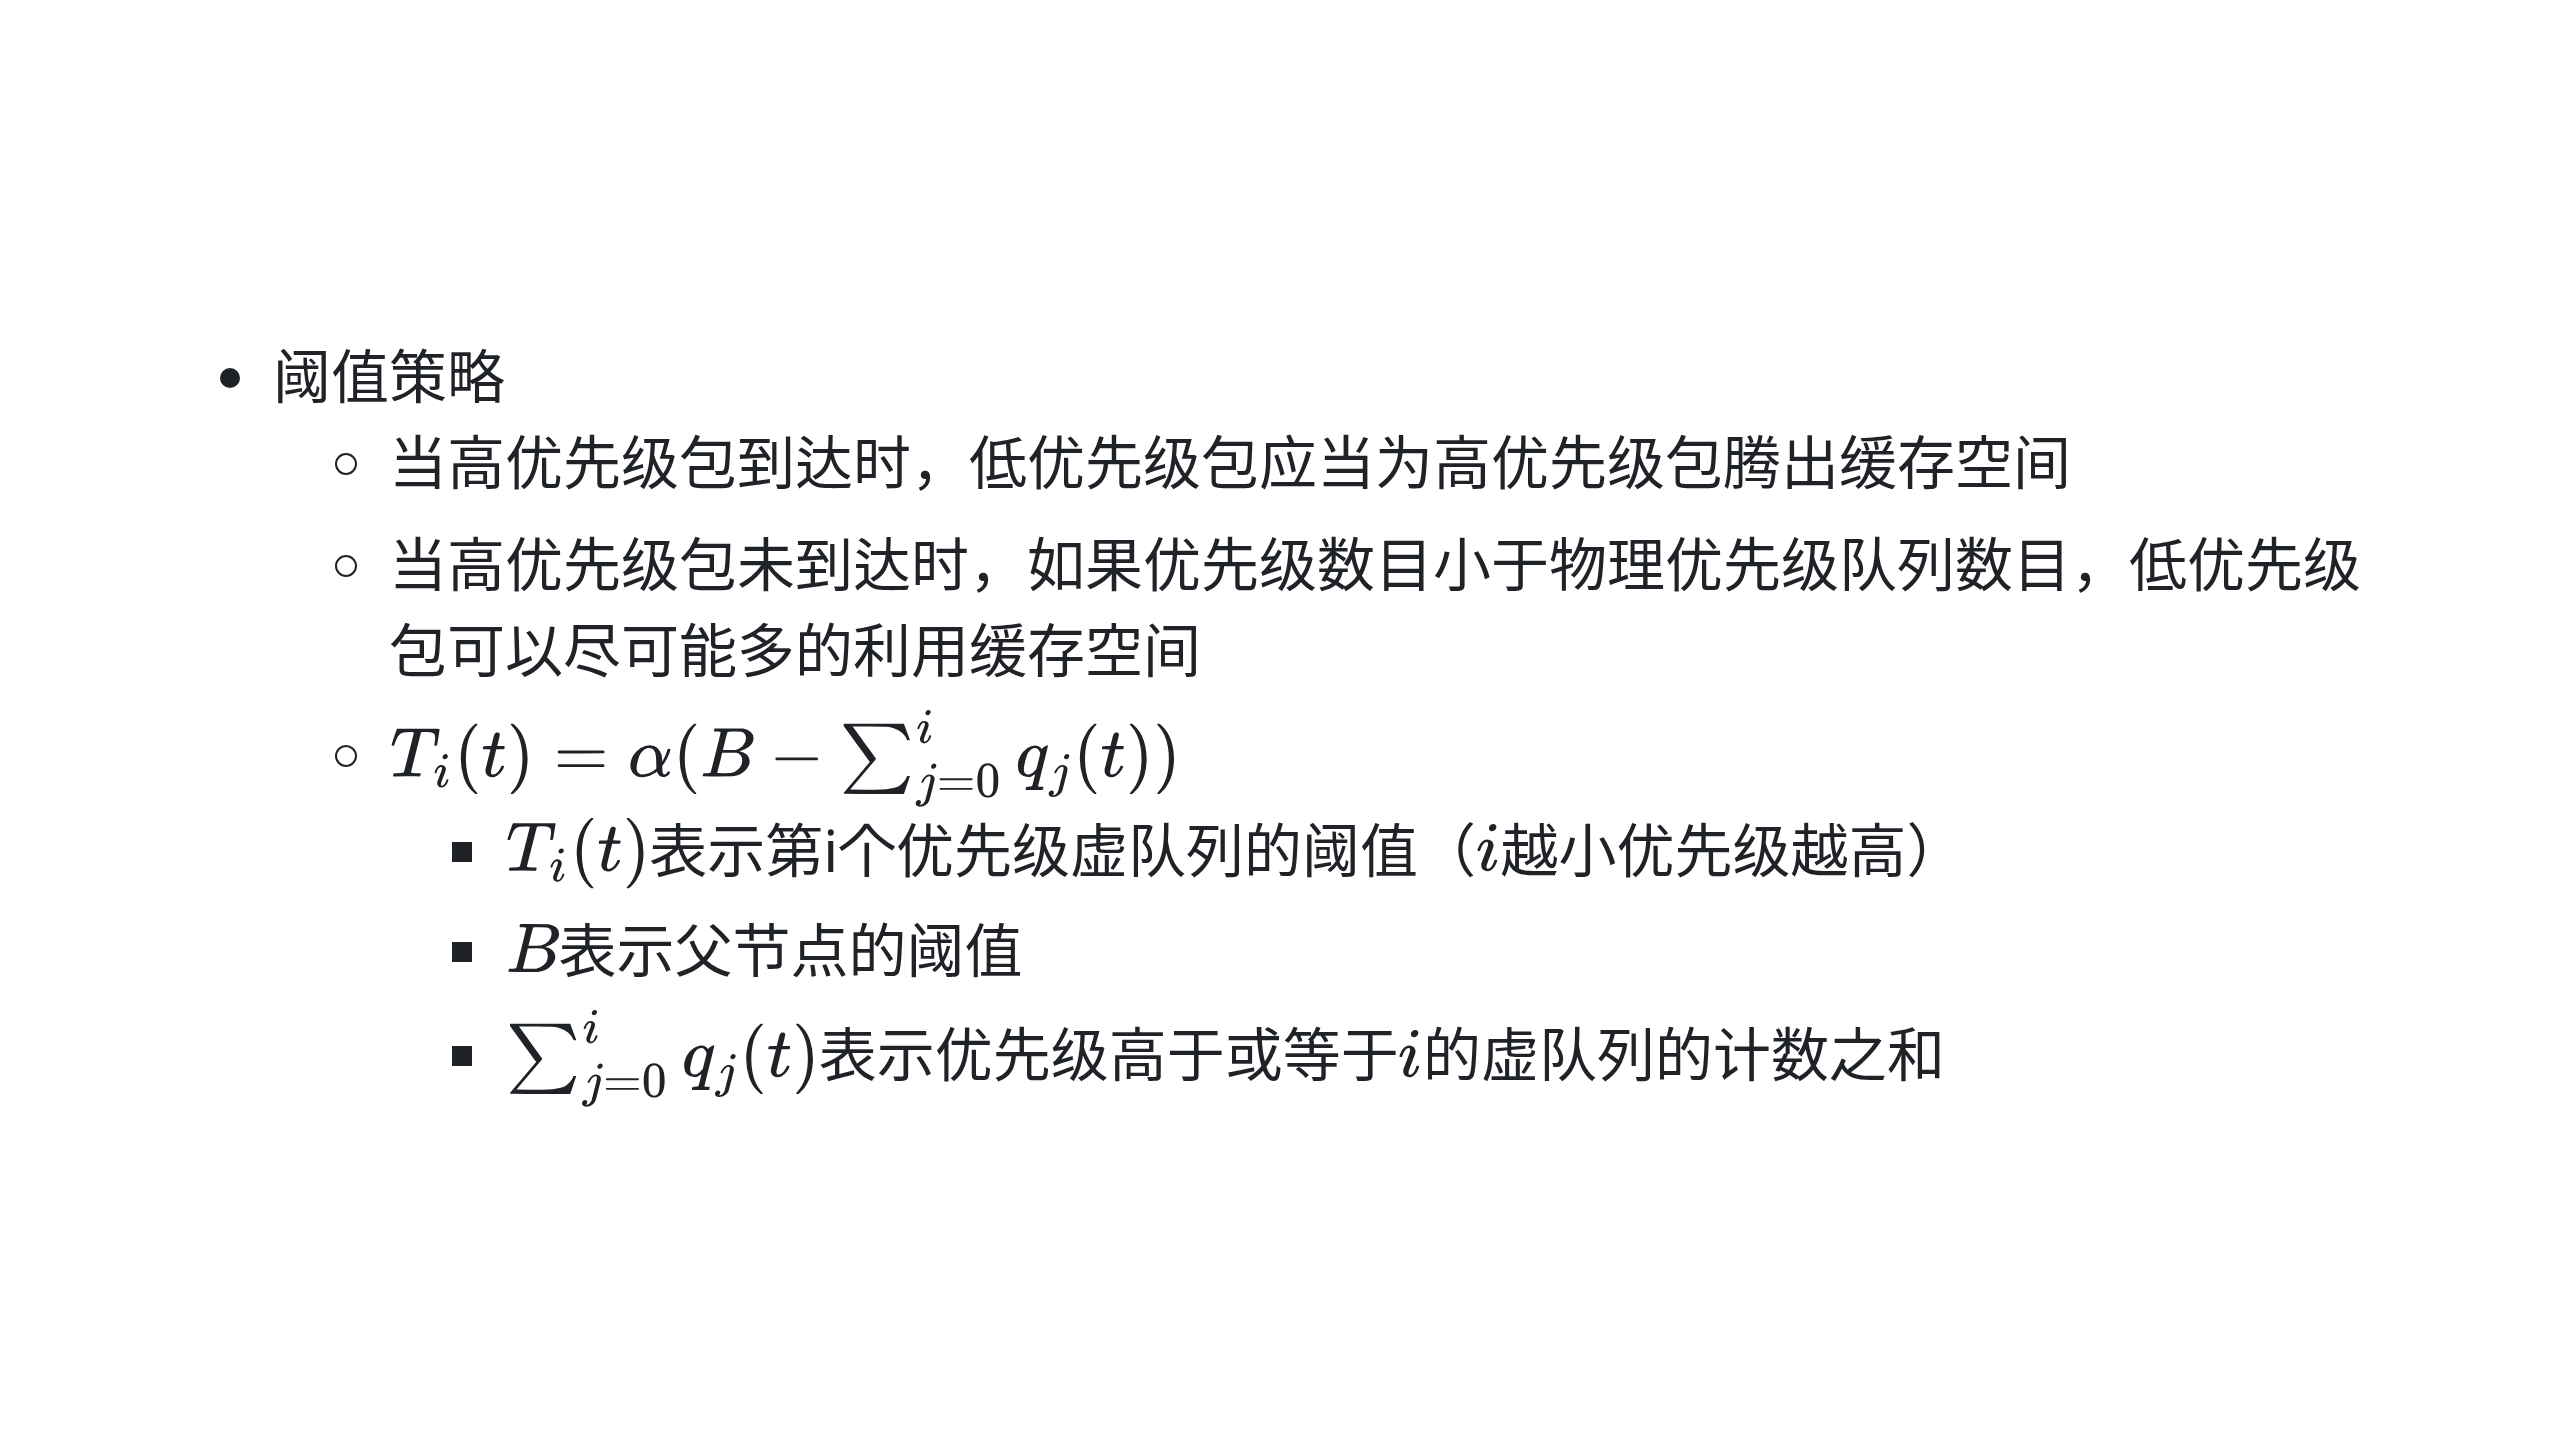 阈值策略
当高优先级包到达时，低优先级包应当为高优先级包腾出缓存空间
当高优先级包未到达时，如果优先级数目小于物理优先级队列数目，低优先级
包可以尽可能多的利用缓存空间
$T_i(t) = \alpha(B - \sum_{j=0}^{i} q_j(t))$
$T_i(t)$表示第i个优先级虚队列的阈值（$i$越小优先级越高）
$B$表示父节点的阈值
$\sum_{j=0}^{i} q_j(t)$表示优先级高于或等于$i$的虚队列的计数之和